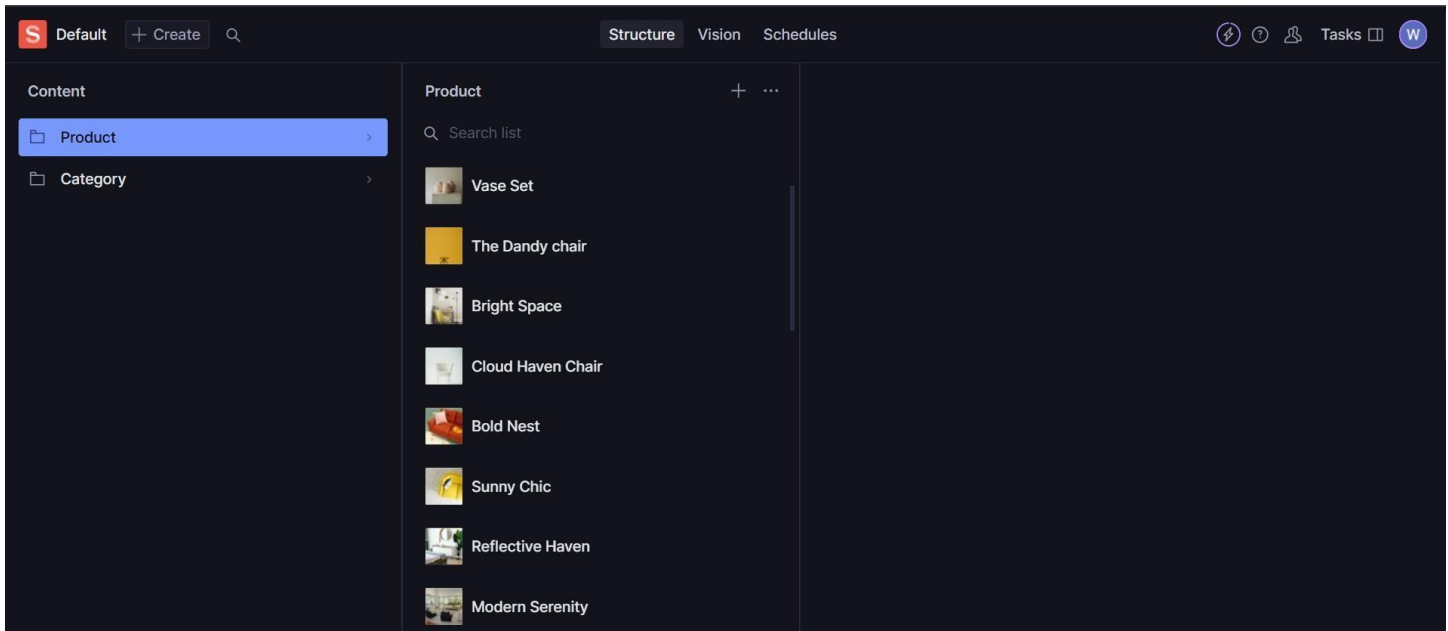 S Default + Create Structure Vision Schedules Tasks W
Content
Product
Category
Product
Search list
Vase Set
The Dandy chair
Bright Space
Cloud Haven Chair
Bold Nest
Sunny Chic
Reflective Haven
Modern Serenity